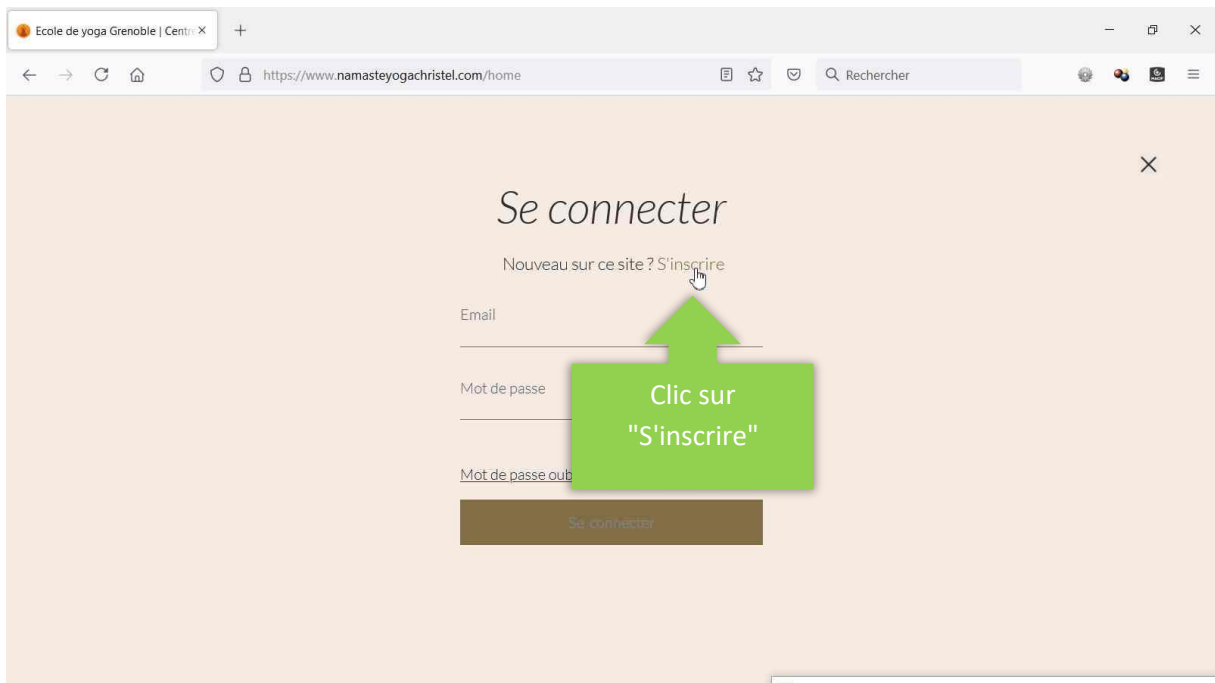 Ecole de yoga Grenoble | Centr
https://www.namasteyogachristel.com/home
Rechercher
Se connecter
Nouveau sur ce site ? S'inscrire
Email
Mot de passe
Clic sur
"S'inscrire"
Mot de passe oub
Se connecter